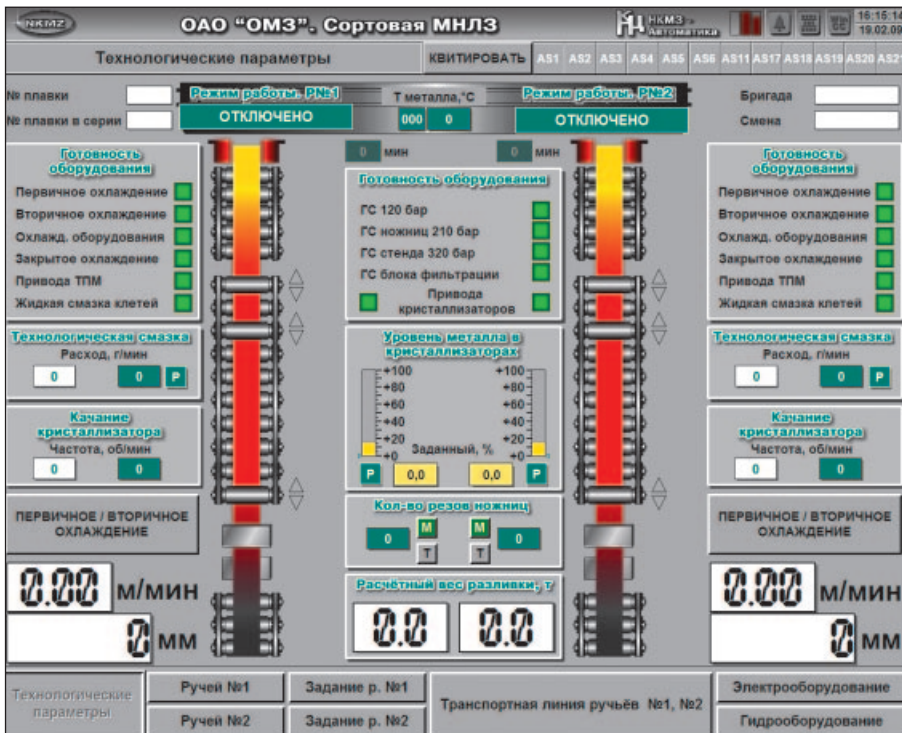 NKMZ
ОАО “ОМЗ”. Сортовая МНЛЗ
НКМЗ
Автоматика
16:15:14
19.02.09
Технологические параметры
КВИТИРОВАТЬ
AS1 AS2 AS3 AS4 AS5 AS6 AS11 AS17 AS18 AS19 AS20 AS21
№ плавки
№ плавки в серии
Режим работы. Р№1
ОТКЛЮЧЕНО
Т металла,°С
000 0
Режим работы. Р№2
ОТКЛЮЧЕНО
Бригада
Смена
0 мин
0 мин
Готовность
оборудования
Первичное охлаждение
Вторичное охлаждение
Охлажд. оборудования
Закрытое охлаждение
Привода ТПМ
Жидкая смазка клетей
Технологическая смазка
Расход, г/мин
0 0 Р
Качание
кристаллизатора
Частота, об/мин
0 0
ПЕРВИЧНОЕ / ВТОРИЧНОЕ
ОХЛАЖДЕНИЕ
0.00 м/мин
0 мм
Готовность оборудования
ГС 120 бар
ГС ножниц 210 бар
ГС стенда 320 бар
ГС блока фильтрации
Привода
кристаллизаторов
Уровень металла в
кристаллизаторах
+100 +100
+80 +80
+60 +60
+40 +40
+20 +20
+0 +0
Заданный, %
Р 0,0 0,0 Р
Кол-во резов ножниц
0 М М 0
Т Т
Расчётный вес разливки, т
0.0 0.0
Готовность
оборудования
Первичное охлаждение
Вторичное охлаждение
Охлажд. оборудования
Закрытое охлаждение
Привода ТПМ
Жидкая смазка клетей
Технологическая смазка
Расход, г/мин
0 0 Р
Качание
кристаллизатора
Частота, об/мин
0 0
ПЕРВИЧНОЕ / ВТОРИЧНОЕ
ОХЛАЖДЕНИЕ
0.00 м/мин
0 мм
Технологические
параметры
Ручей №1
Ручей №2
Задание р. №1
Задание р. №2
Транспортная линия ручьёв №1, №2
Электрооборудование
Гидрооборудование